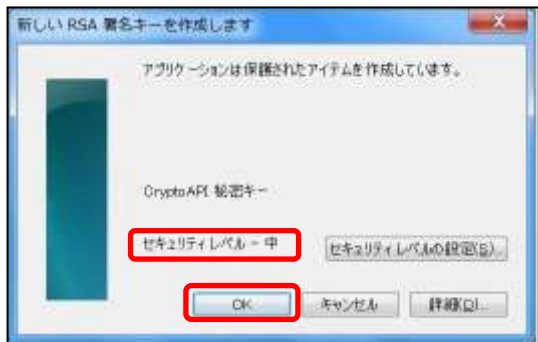 新しい RSA 署名キーを作成します
アプリケーションは保護されたアイテムを作成しています。
CryptoAPI 秘密キー
セキュリティレベル - 中
セキュリティレベルの設定(S)...
OK
キャンセル
詳細(D)...